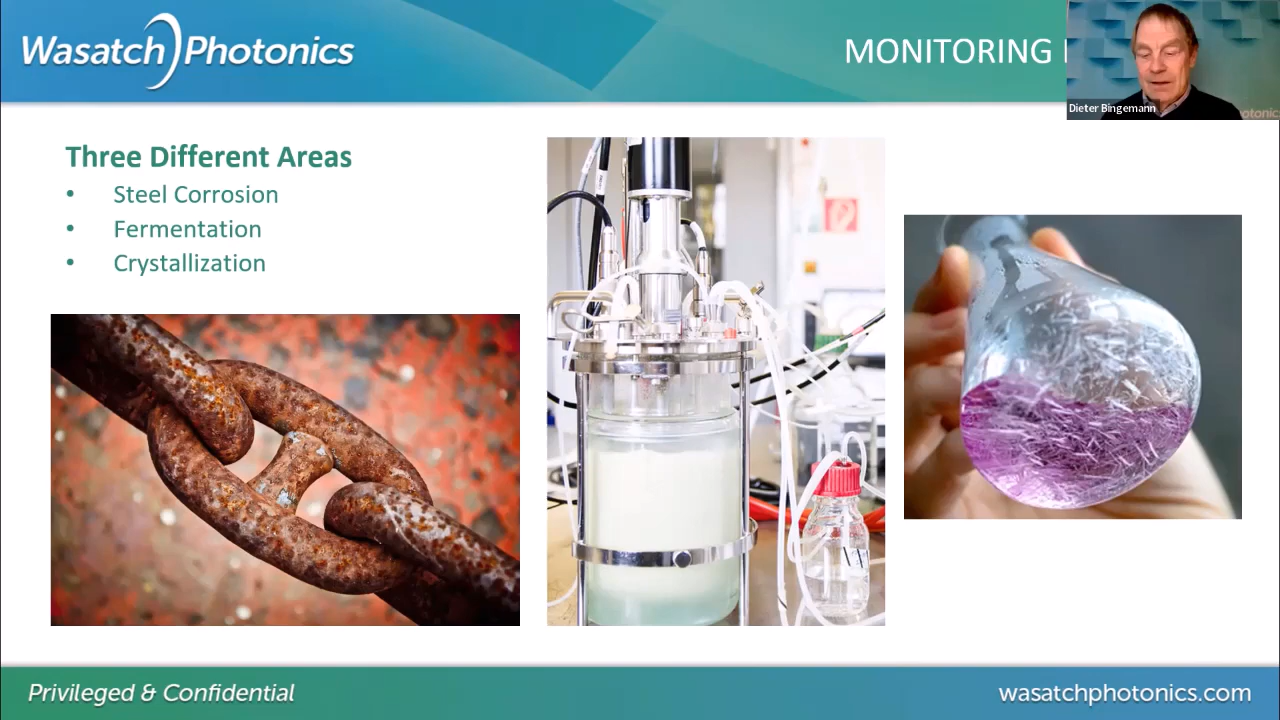 Wasatch Photonics
MONITORING
Dieter Bingemann
Three Different Areas
• Steel Corrosion
• Fermentation
• Crystallization
Privileged & Confidential
wasatchphotonics.com